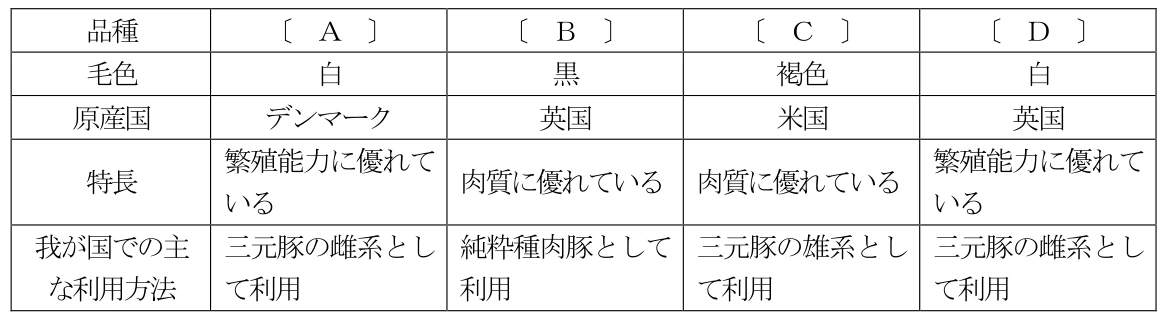 品種 〔 A 〕 〔 B 〕 〔 C 〕 〔 D 〕
毛色 白 黒 褐色 白
原産国 デンマーク 英国 米国 英国
特長 繁殖能力に優れて
いる 肉質に優れている 肉質に優れている 繁殖能力に優れて
いる
我が国での主
な利用方法 三元豚の雌系とし
て利用 純粋種肉豚として
利用 三元豚の雄系とし
て利用 三元豚の雌系とし
て利用